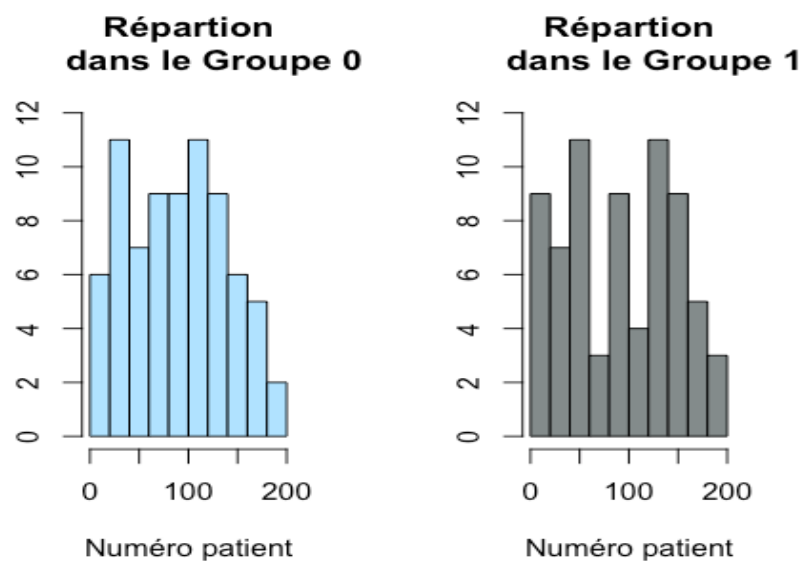 Répartion
dans le Groupe 0
12
10
8
6
4
2
0
0 100 200
Numéro patient
Répartion
dans le Groupe 1
12
10
8
6
4
2
0
0 100 200
Numéro patient